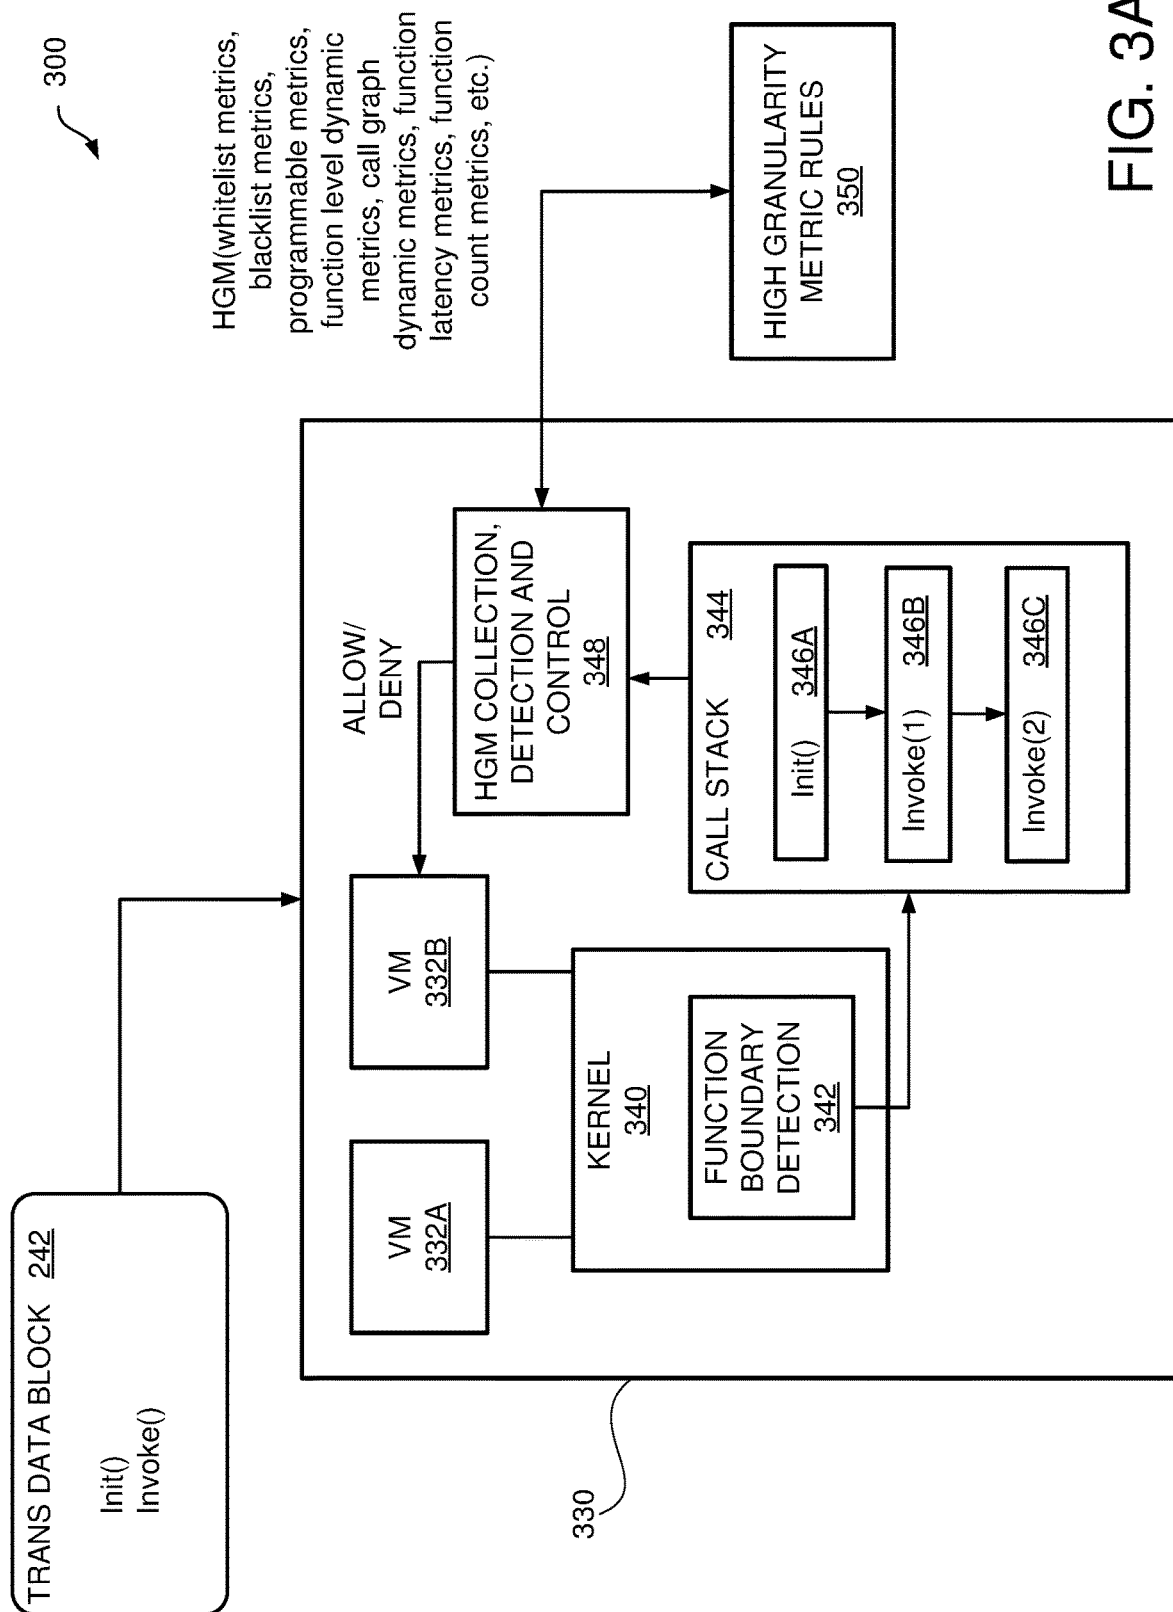 300
TRANS DATA BLOCK 242
Init()
Invoke()
HGM(whitelist metrics,
blacklist metrics,
programmable metrics,
function level dynamic
metrics, call graph
dynamic metrics, function
latency metrics, function
count metrics, etc.)
330
VM
332A
VM
332B
ALLOW/
DENY
HGM COLLECTION,
DETECTION AND
CONTROL
348
KERNEL
340
FUNCTION
BOUNDARY
DETECTION
342
CALL STACK 344
Init() 346A
Invoke(1) 346B
Invoke(2) 346C
HIGH GRANULARITY
METRIC RULES
350
FIG. 3A